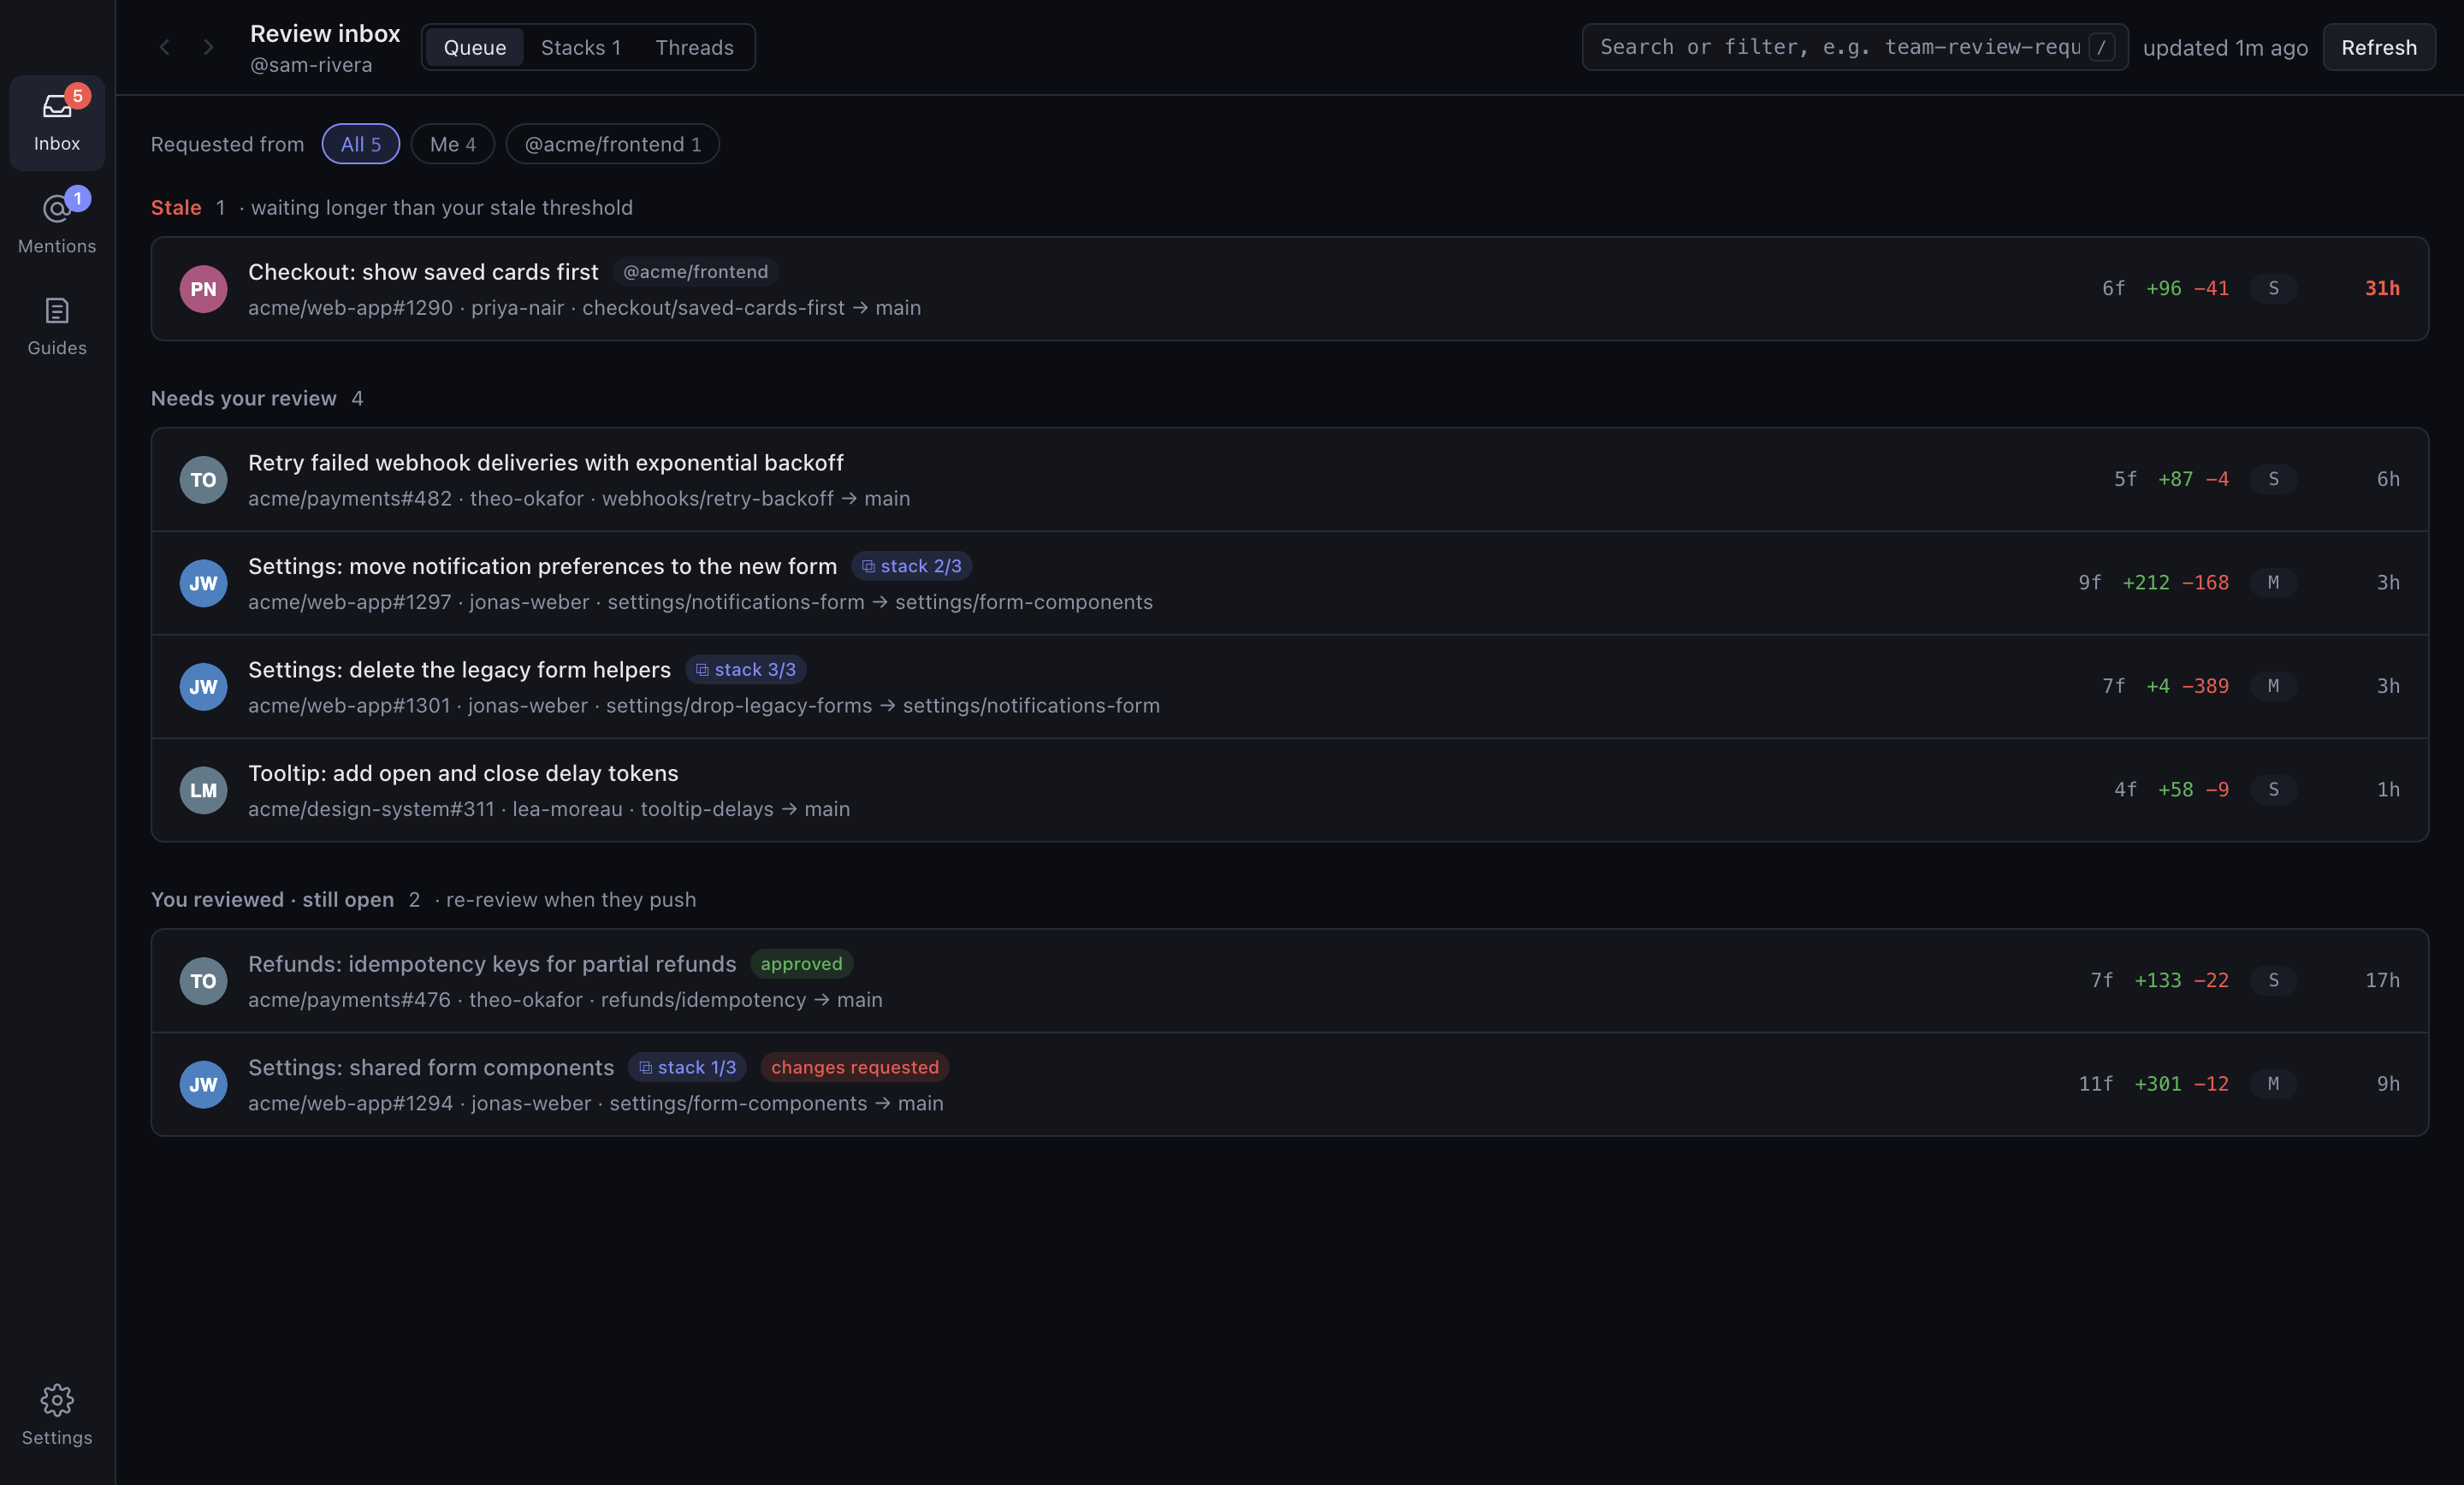 Review inbox
@sam-rivera
Queue
Stacks 1
Threads
Search or filter, e.g. team-review-requ
/
updated 1m ago
Refresh
5
Inbox
1
Mentions
Guides
Settings
Requested from
All 5
Me 4
@acme/frontend 1
Stale 1 · waiting longer than your stale threshold
PN
Checkout: show saved cards first @acme/frontend
acme/web-app#1290 · priya-nair · checkout/saved-cards-first → main
6f +96 −41 S 31h
Needs your review 4
TO
Retry failed webhook deliveries with exponential backoff
acme/payments#482 · theo-okafor · webhooks/retry-backoff → main
5f +87 −4 S 6h
JW
Settings: move notification preferences to the new form stack 2/3
acme/web-app#1297 · jonas-weber · settings/notifications-form → settings/form-components
9f +212 −168 M 3h
JW
Settings: delete the legacy form helpers stack 3/3
acme/web-app#1301 · jonas-weber · settings/drop-legacy-forms → settings/notifications-form
7f +4 −389 M 3h
LM
Tooltip: add open and close delay tokens
acme/design-system#311 · lea-moreau · tooltip-delays → main
4f +58 −9 S 1h
You reviewed · still open 2 · re-review when they push
TO
Refunds: idempotency keys for partial refunds approved
acme/payments#476 · theo-okafor · refunds/idempotency → main
7f +133 −22 S 17h
JW
Settings: shared form components stack 1/3 changes requested
acme/web-app#1294 · jonas-weber · settings/form-components → main
11f +301 −12 M 9h